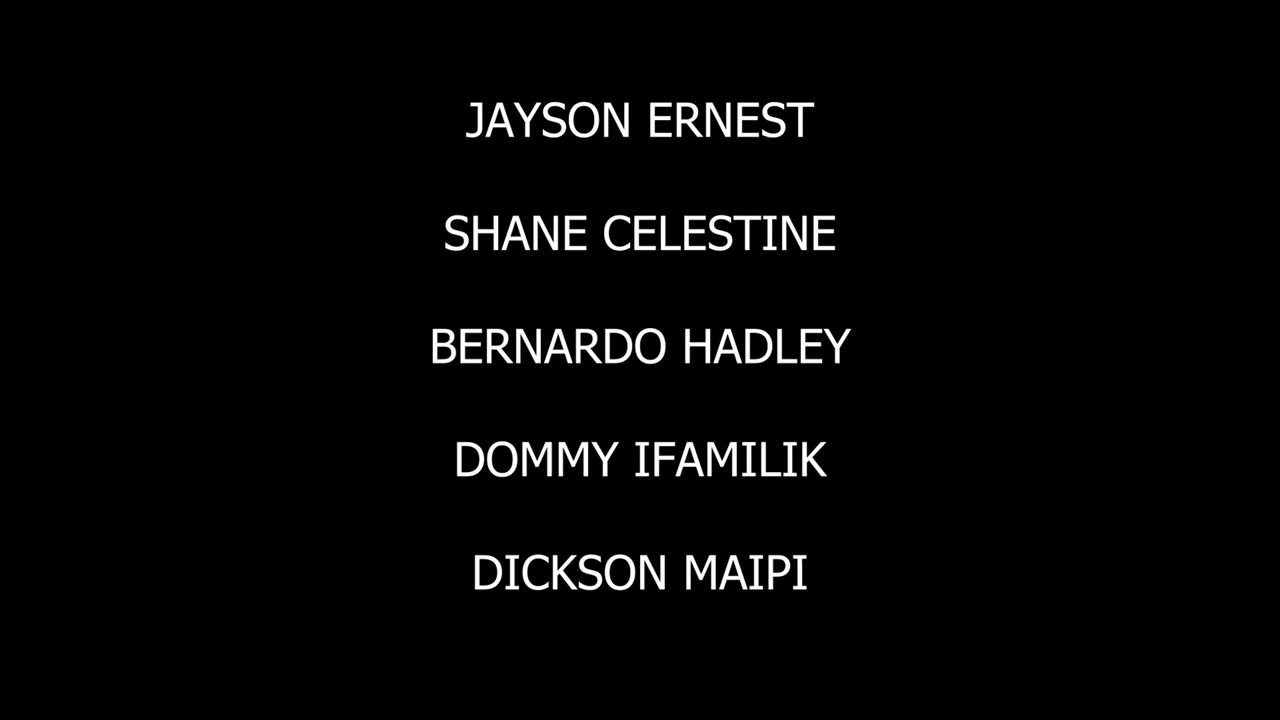 JAYSON ERNEST
SHANE CELESTINE
BERNARDO HADLEY
DOMMY IFAMILIK
DICKSON MAIPI